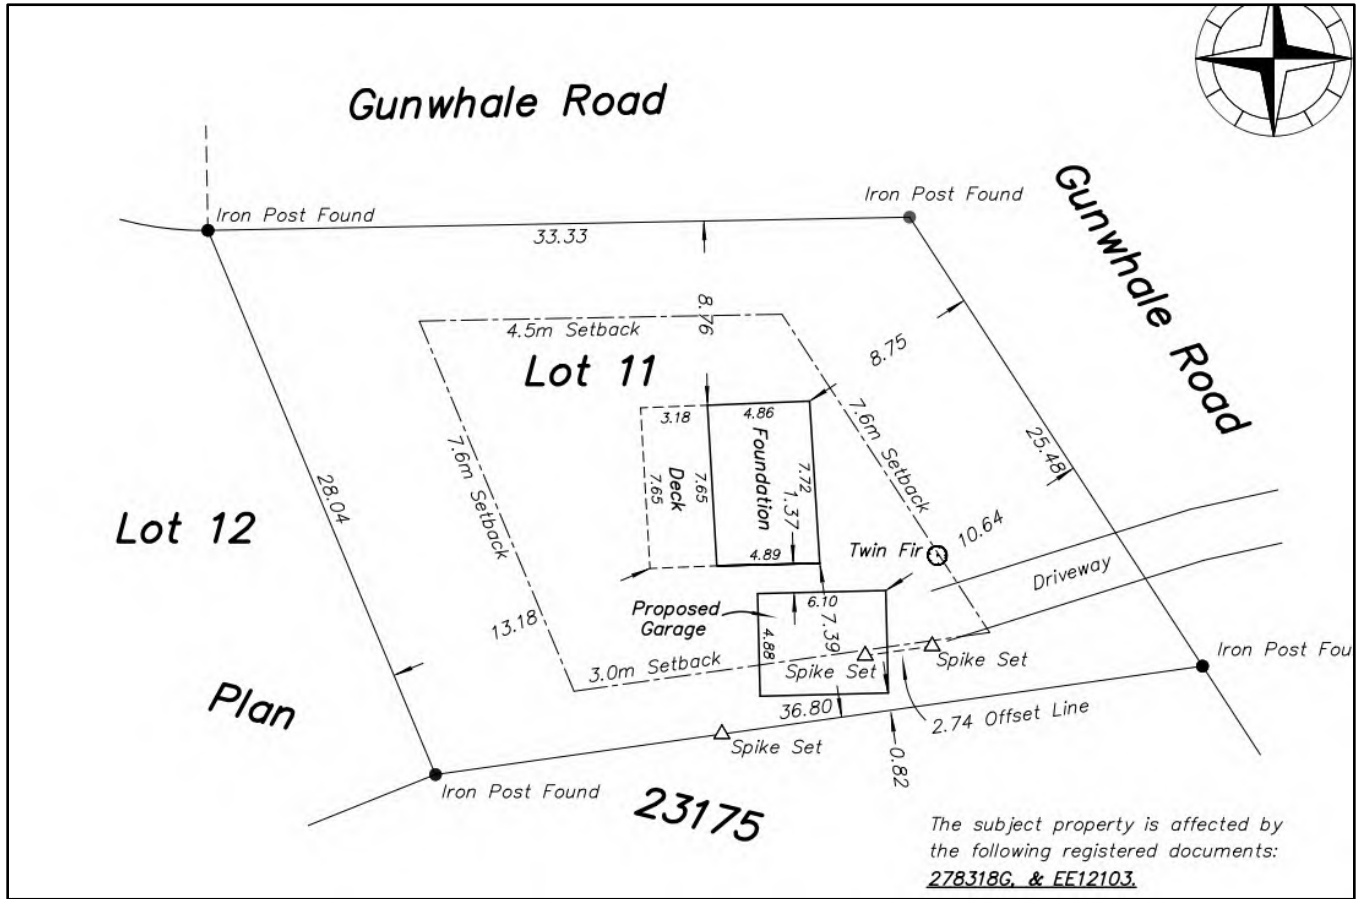 Gunwhale Road
Iron Post Found
Iron Post Found
33.33
Gunwhale Road
8.76
4.5m Setback
8.75
Lot 11
3.18
4.86
7.6m Setback
25.48
Foundation
7.6m Setback
Deck
7.65
7.65
7.72
1.37
28.04
Lot 12
4.89
Twin Fir
10.64
Driveway
Proposed
Garage
6.10
4.88
7.39
13.18
3.0m Setback
Spike Set
Spike Set
Iron Post Fou
Plan
36.80
2.74 Offset Line
Spike Set
0.82
Iron Post Found
23175
The subject property is affected by
the following registered documents:
278318G, & EE12103.